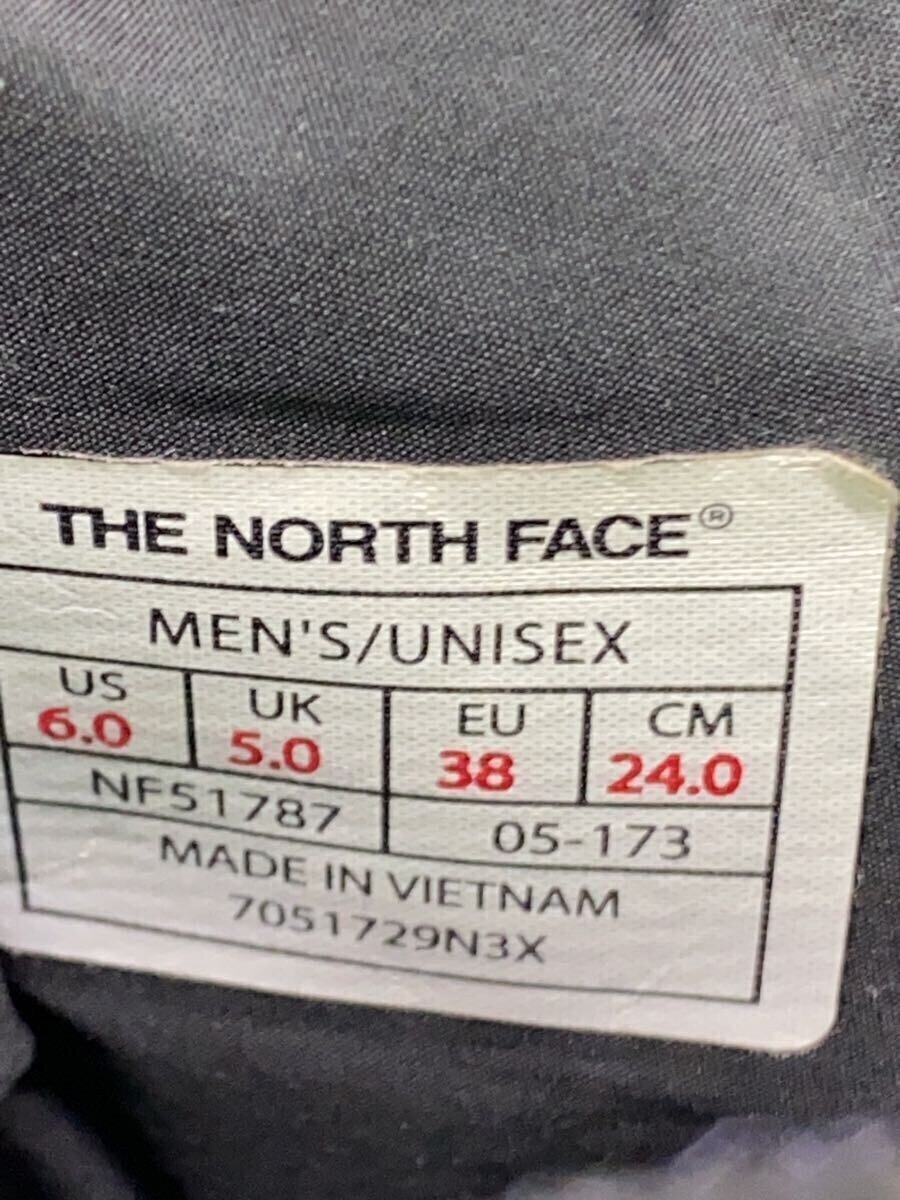 THE NORTH FACE®
MEN'S/UNISEX
US UK EU CM
6.0 5.0 38 24.0
NF51787 05-173
MADE IN VIETNAM
7051729N3X